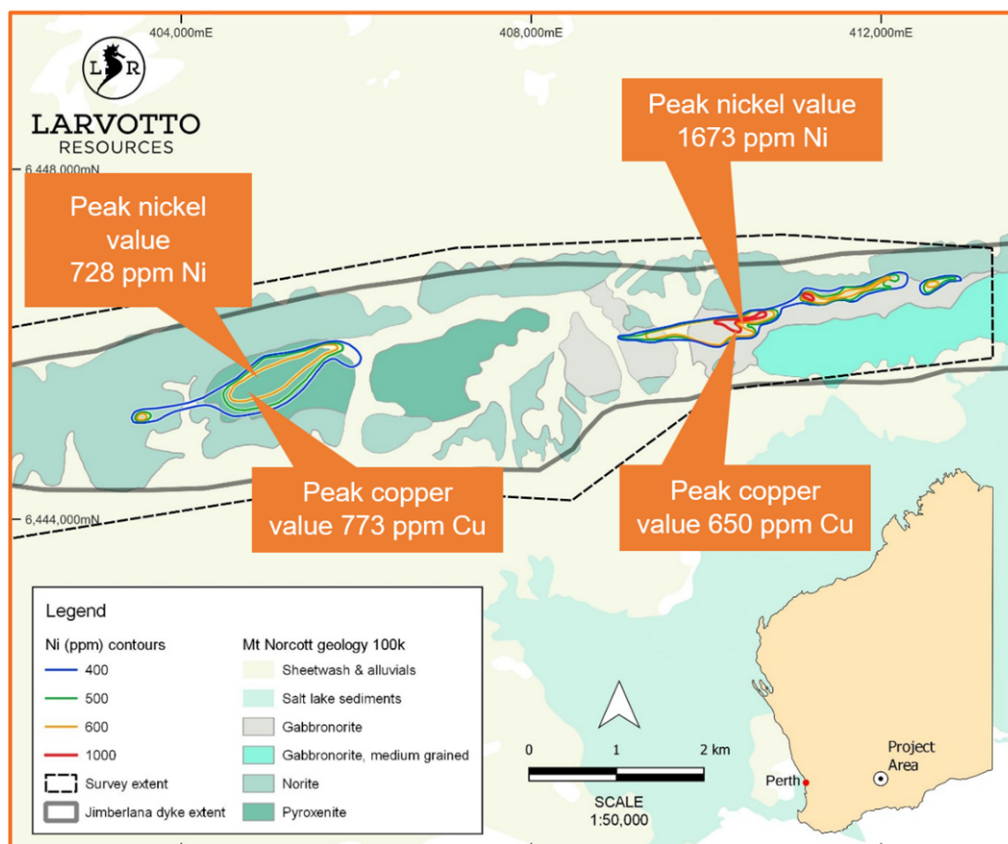 404,000mE
408,000mE
412,000mE
L R
LARVOTTO
RESOURCES
6,448,000mN
Peak nickel value
1673 ppm Ni
Peak nickel
value
728 ppm Ni
Peak copper
value 773 ppm Cu
Peak copper
value 650 ppm Cu
6,444,000mN
Legend
Ni (ppm) contours
400
500
600
1000
Survey extent
Jimberlana dyke extent
Mt Norcott geology 100k
Sheetwash & alluvials
Salt lake sediments
Gabbronorite
Gabbronorite, medium grained
Norite
Pyroxenite
0 1 2 km
SCALE
1:50,000
Perth
Project
Area